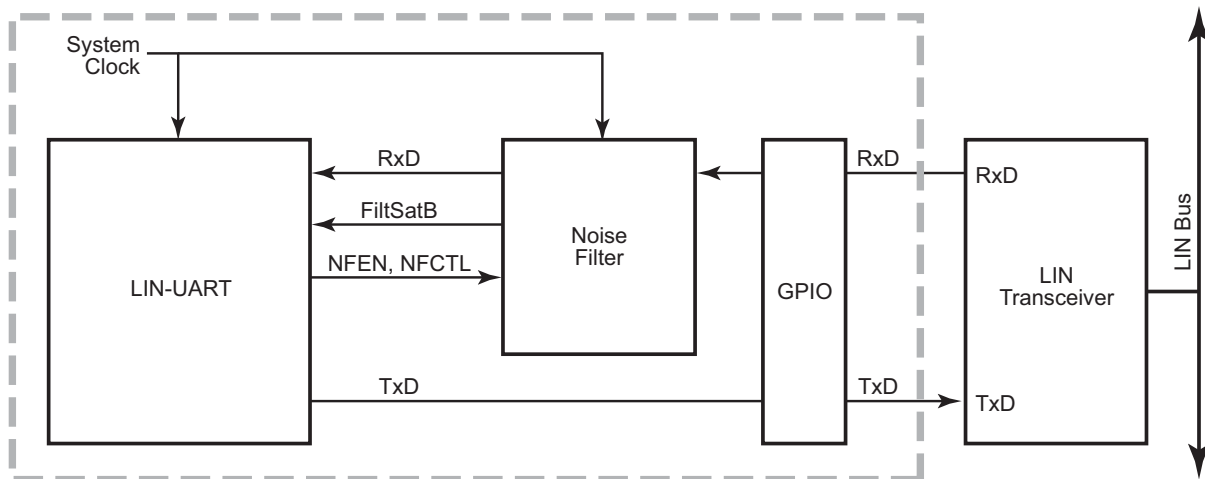 System
Clock
RxD
RxD
RxD
FiltSatB
Noise
Filter
NFEN, NFCTL
LIN-UART
GPIO
LIN
Transceiver
LIN Bus
TxD
TxD
TxD